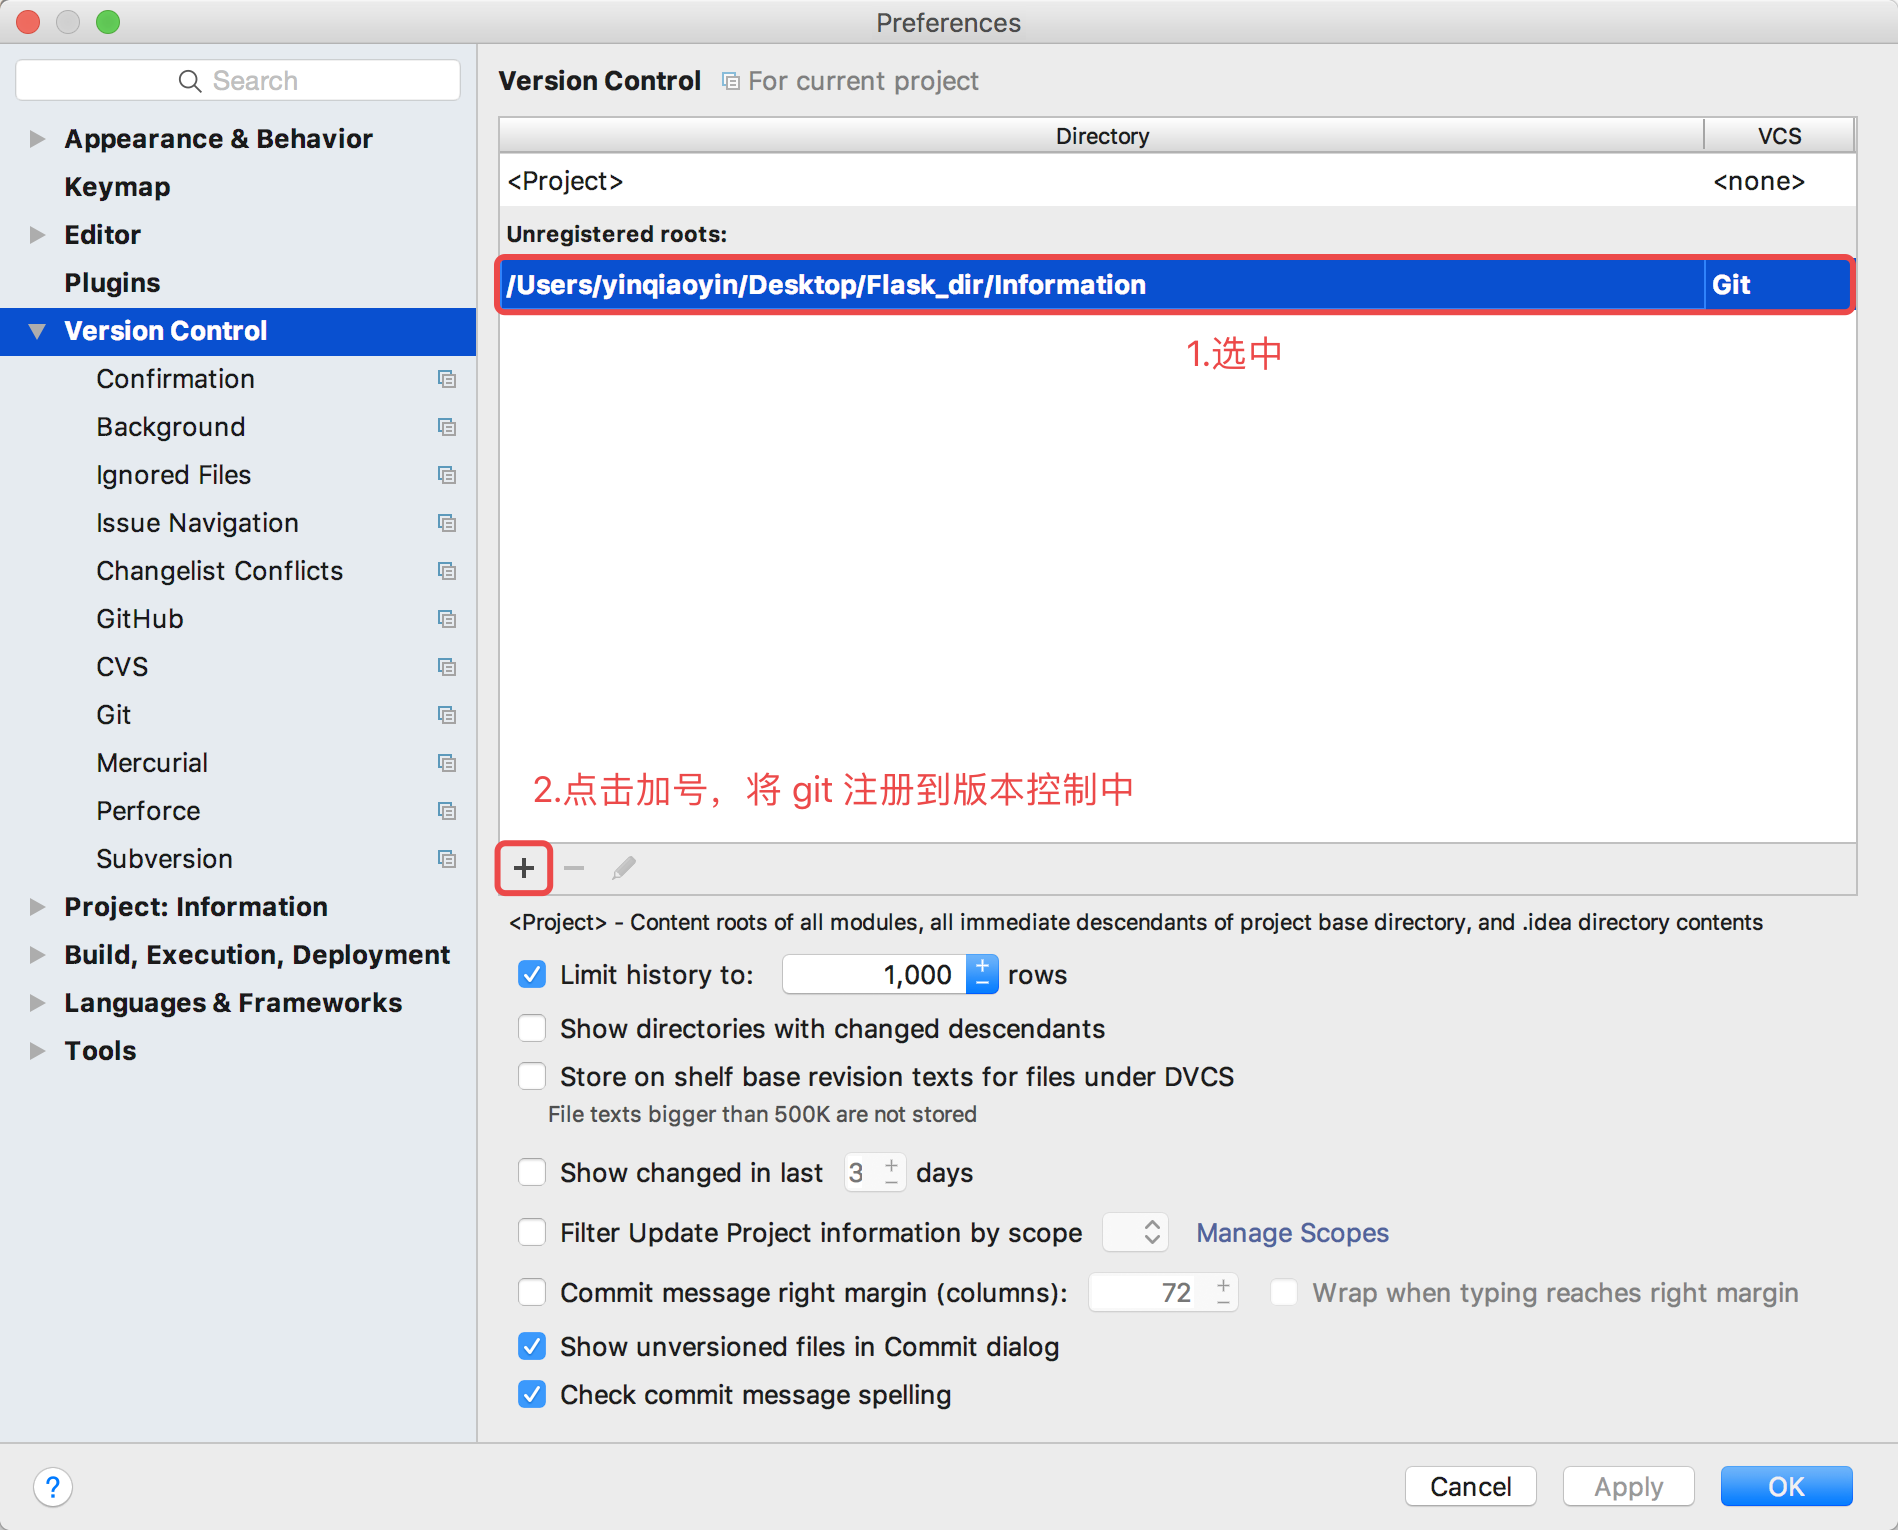 Preferences
Search
Appearance & Behavior
Keymap
Editor
Plugins
Version Control
Confirmation
Background
Ignored Files
Issue Navigation
Changelist Conflicts
GitHub
CVS
Git
Mercurial
Perforce
Subversion
Project: Information
Build, Execution, Deployment
Languages & Frameworks
Tools
Version Control For current project
Directory VCS
<Project> <none>
Unregistered roots:
/Users/yinqiaoyin/Desktop/Flask_dir/Information Git
1.选中
2.点击加号，将 git 注册到版本控制中
<Project> - Content roots of all modules, all immediate descendants of project base directory, and .idea directory contents
Limit history to: 1,000 rows
Show directories with changed descendants
Store on shelf base revision texts for files under DVCS
File texts bigger than 500K are not stored
Show changed in last 3 days
Filter Update Project information by scope Manage Scopes
Commit message right margin (columns): 72 Wrap when typing reaches right margin
Show unversioned files in Commit dialog
Check commit message spelling
? Cancel Apply OK